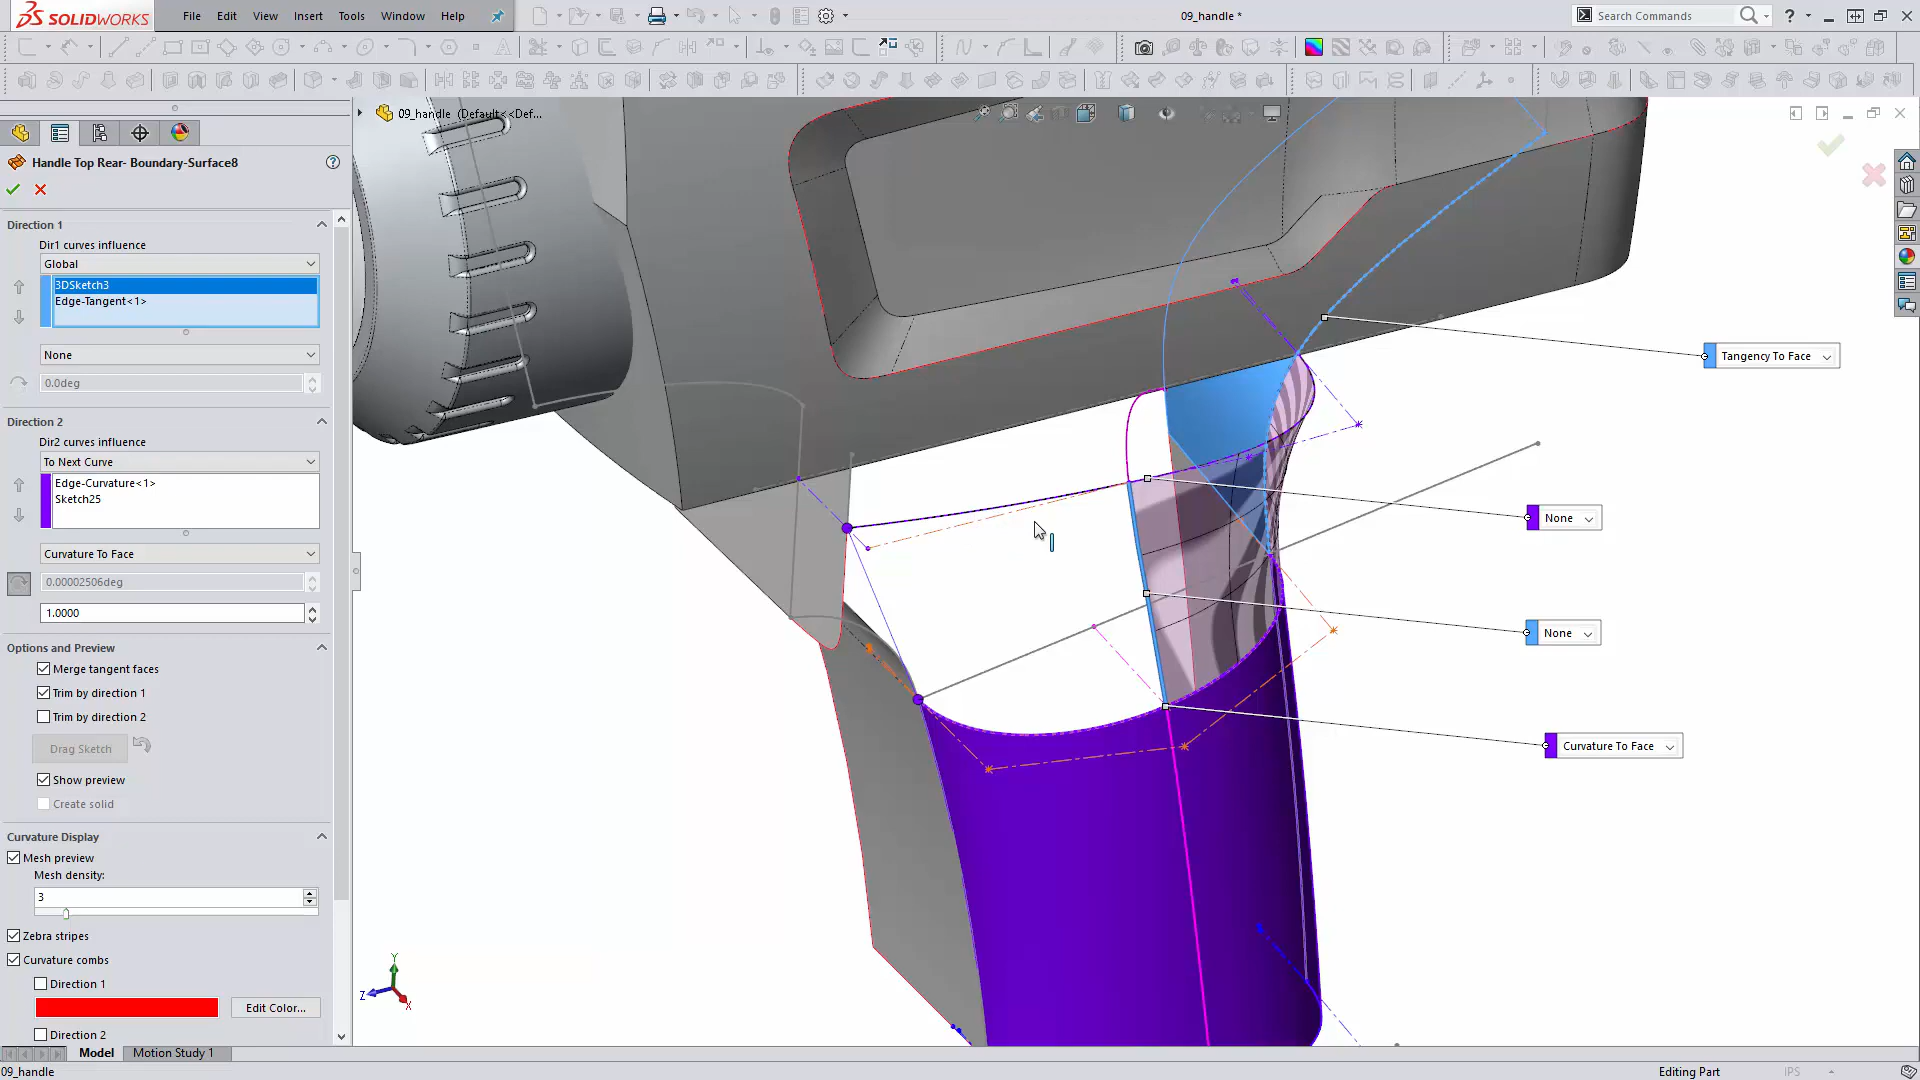 SOLIDWORKS
File Edit View Insert Tools Window Help
09_handle *
Search Commands
?
09_handle (Default<<Def...
Handle Top Rear- Boundary-Surface8
Direction 1
Dir1 curves influence
Global
3DSketch3
Edge-Tangent<1>
None
0.0deg
Direction 2
Dir2 curves influence
To Next Curve
Edge-Curvature<1>
Sketch25
Curvature To Face
0.00002506deg
1.0000
Options and Preview
Merge tangent faces
Trim by direction 1
Trim by direction 2
Drag Sketch
Show preview
Create solid
Curvature Display
Mesh preview
Mesh density:
3
Zebra stripes
Curvature combs
Direction 1
Edit Color...
Direction 2
Tangency To Face
None
None
Curvature To Face
Y
Z
X
Model
Motion Study 1
09_handle
Editing Part
IPS